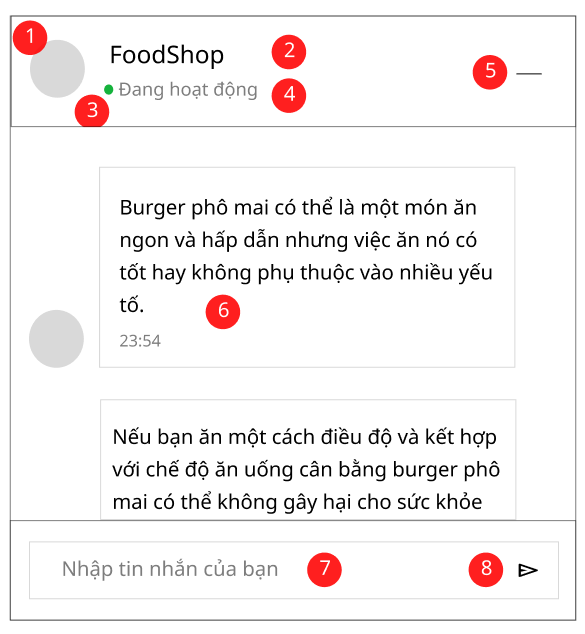 1
FoodShop
2
5
Đang hoạt động
4
3
Burger phô mai có thể là một món ăn
ngon và hấp dẫn nhưng việc ăn nó có
tốt hay không phụ thuộc vào nhiều yếu
tố.
6
23:54
Nếu bạn ăn một cách điều độ và kết hợp
với chế độ ăn uống cân bằng burger phô
mai có thể không gây hại cho sức khỏe
Nhập tin nhắn của bạn
7
8